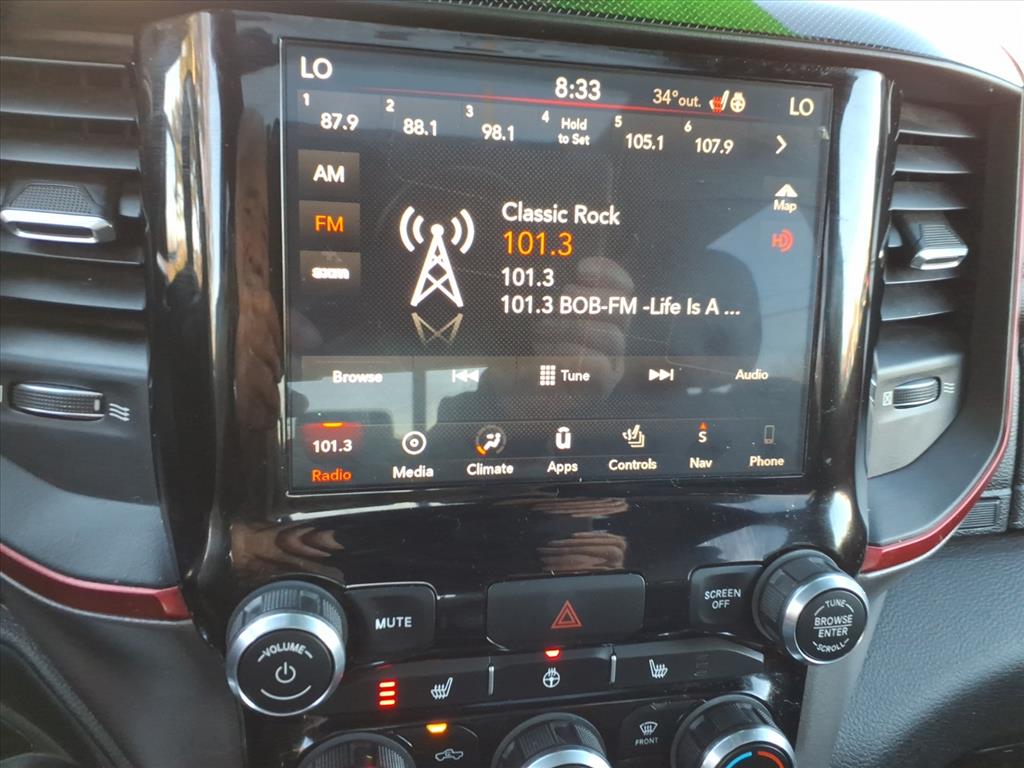 LO 8:33 34°out. LO
1 2 3 4 5 6
87.9 88.1 98.1 Hold to Set 105.1 107.9
AM
FM
sxm
Classic Rock
101.3
101.3
101.3 BOB-FM -Life Is A ...
Map
HD
Browse Tune Audio
101.3 S
Radio Media Climate Apps Controls Nav Phone
VOLUME
MUTE
SCREEN
OFF
TUNE
BROWSE
ENTER
SCROLL
FRONT